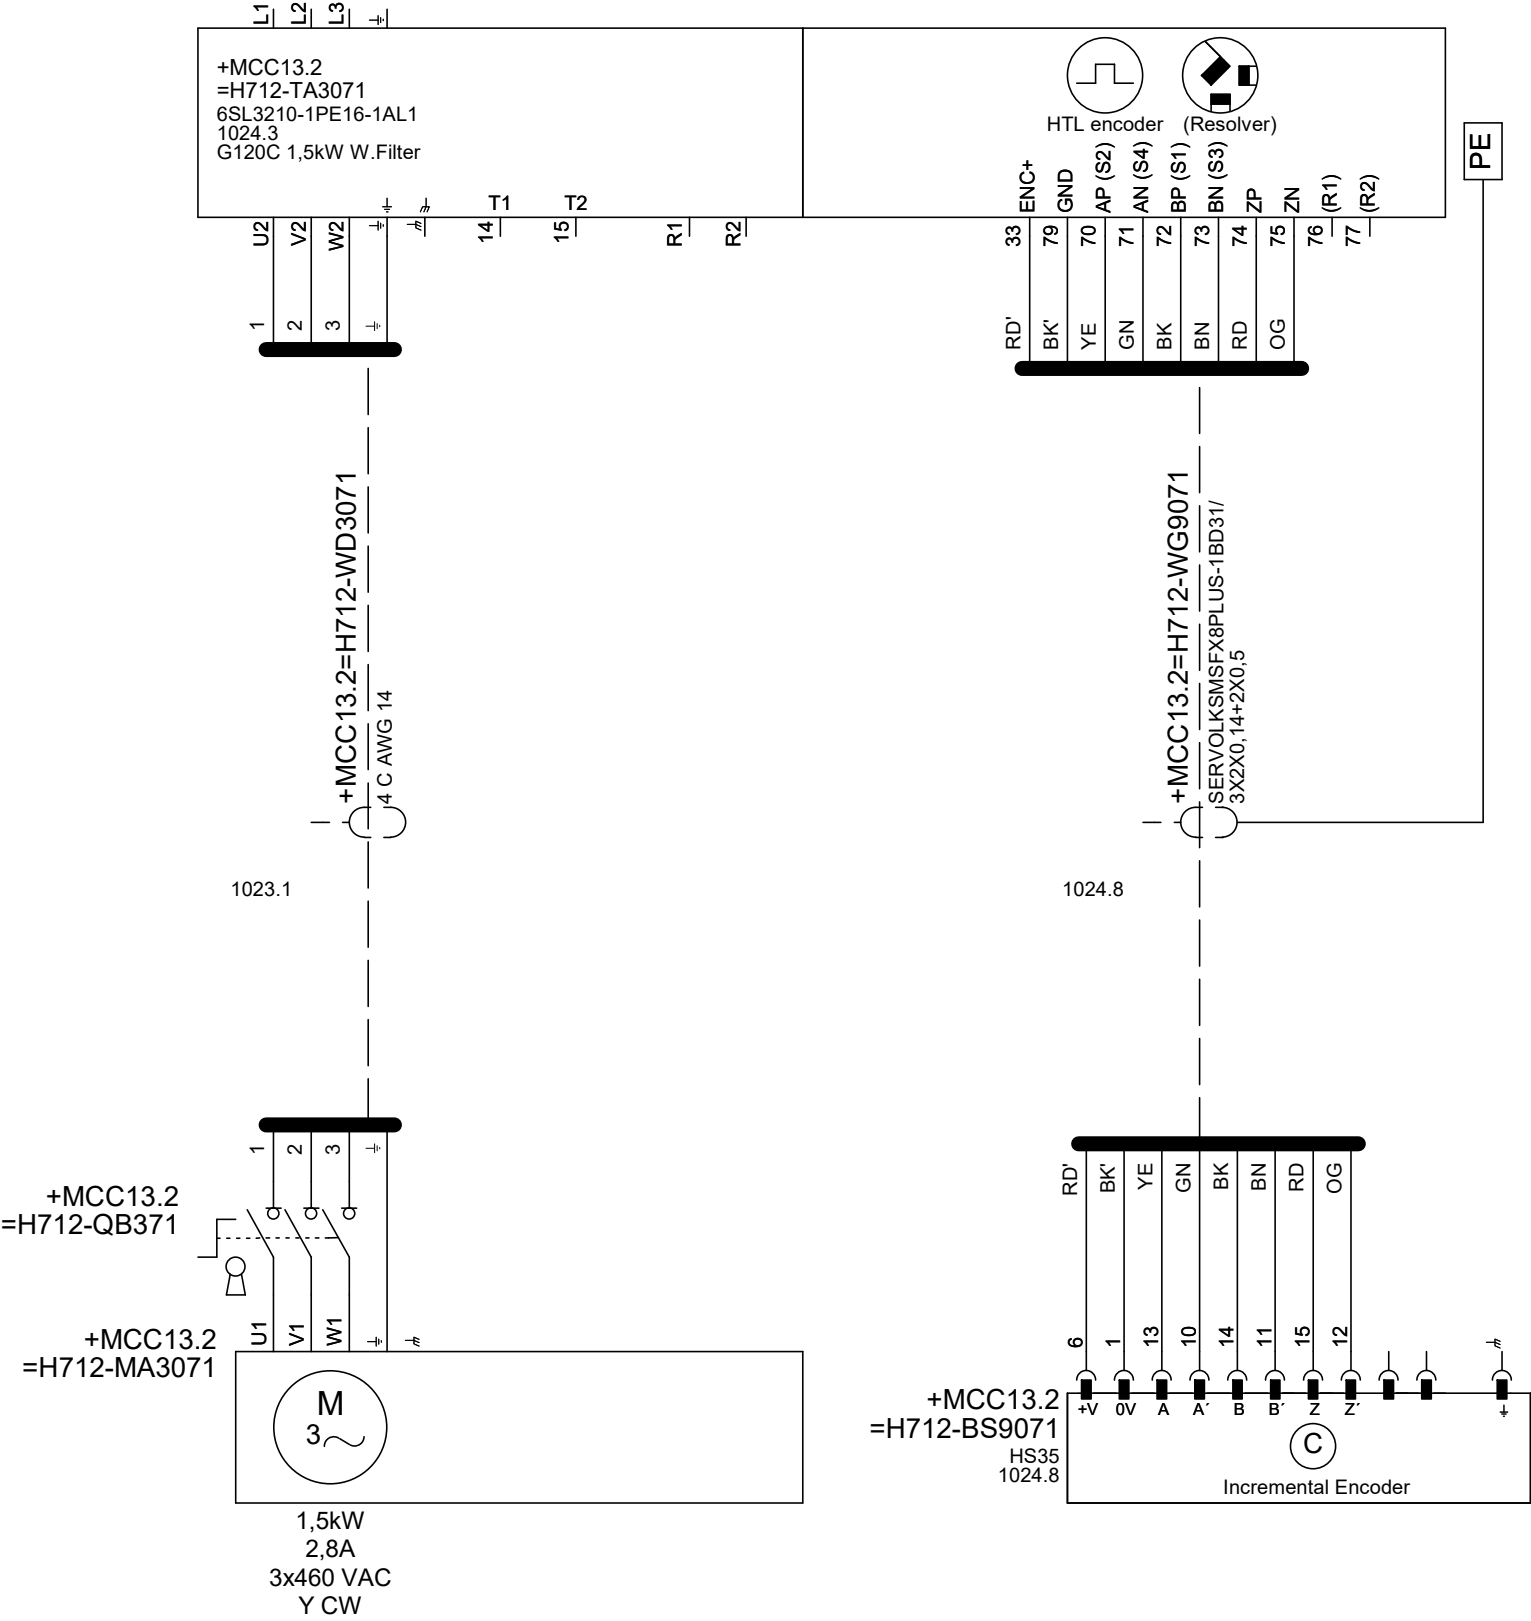 L1
L2
L3
+MCC13.2
=H712-TA3071
6SL3210-1PE16-1AL1
1024.3
G120C 1,5kW W.Filter
HTL encoder
(Resolver)
PE
T1
T2
ENC+
GND
AP (S2)
AN (S4)
BP (S1)
BN (S3)
ZP
ZN
(R1)
(R2)
U2
V2
W2
14
15
R1
R2
33
79
70
71
72
73
74
75
76
77
1
2
3
RD'
BK'
YE
GN
BK
BN
RD
OG
+MCC13.2=H712-WD3071
4 C AWG 14
1023.1
+MCC13.2=H712-WG9071
SERVOLKSMSFX8PLUS-1BD31/
3X2X0,14+2X0,5
1024.8
1
2
3
+MCC13.2
=H712-QB371
U1
V1
W1
+MCC13.2
=H712-MA3071
M
3
1,5kW
2,8A
3x460 VAC
Y CW
RD'
BK'
YE
GN
BK
BN
RD
OG
6
1
13
10
14
11
15
12
+MCC13.2
=H712-BS9071
HS35
1024.8
+V
0V
A
A´
B
B´
Z
Z´
C
Incremental Encoder